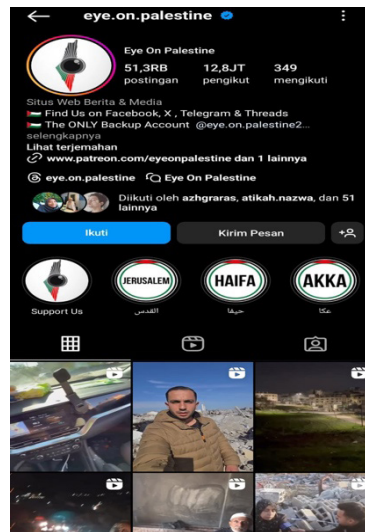 eye.on.palestine
Eye On Palestine
51,3RB 12,8JT 349
postingan pengikut mengikuti
Situs Web Berita & Media
🇵🇸 Find Us on Facebook, X , Telegram & Threads
🇵🇸 The ONLY Backup Account @eye.on.palestine2...
selengkapnya
Lihat terjemahan
www.patreon.com/eyeonpalestine dan 1 lainnya
eye.on.palestine Eye On Palestine
Diikuti oleh azhgraras, atikah.nazwa, dan 51 lainnya
Ikuti Kirim Pesan
JERUSALEM HAIFA AKKA
Support Us القدس حيفا عكا